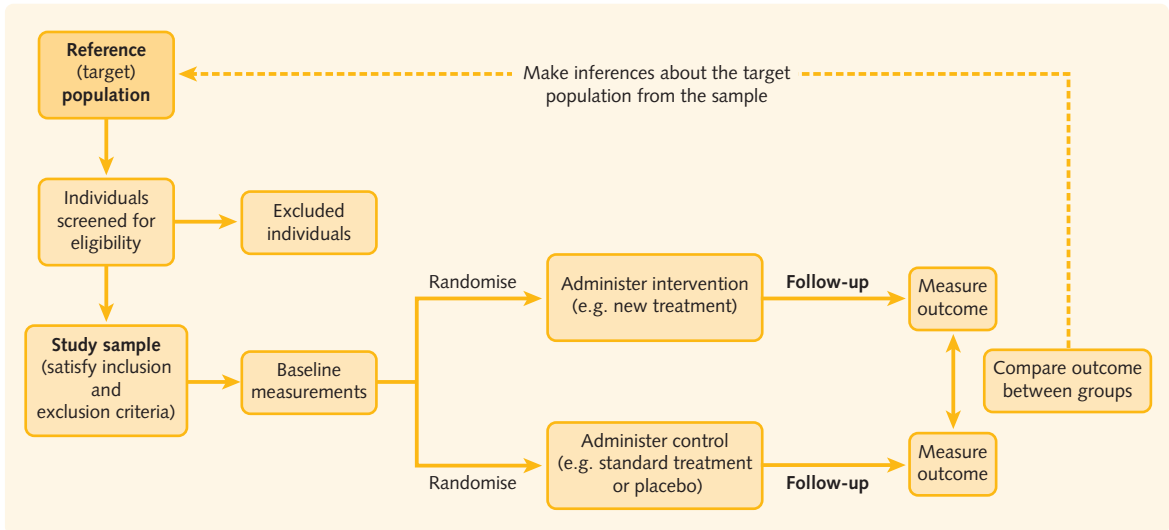 Reference
(target)
population
Make inferences about the target
population from the sample
Individuals
screened for
eligibility
Excluded
individuals
Study sample
(satisfy inclusion
and
exclusion criteria)
Baseline
measurements
Randomise
Administer intervention
(e.g. new treatment)
Follow-up
Measure
outcome
Randomise
Administer control
(e.g. standard treatment
or placebo)
Follow-up
Measure
outcome
Compare outcome
between groups